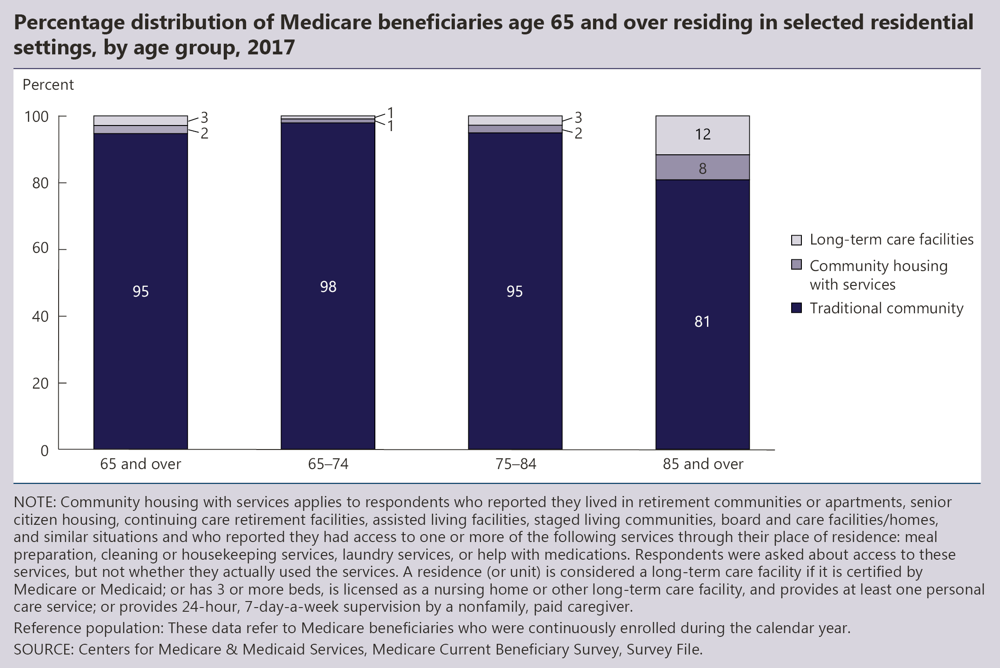 Percentage distribution of Medicare beneficiaries age 65 and over residing in selected residential
settings, by age group, 2017
Percent
100
80
60
40
20
0
3
2
95
1
1
98
3
2
95
12
8
81
65 and over
65–74
75–84
85 and over
Long-term care facilities
Community housing
with services
Traditional community
NOTE: Community housing with services applies to respondents who reported they lived in retirement communities or apartments, senior
citizen housing, continuing care retirement facilities, assisted living facilities, staged living communities, board and care facilities/homes,
and similar situations and who reported they had access to one or more of the following services through their place of residence: meal
preparation, cleaning or housekeeping services, laundry services, or help with medications. Respondents were asked about access to these
services, but not whether they actually used the services. A residence (or unit) is considered a long-term care facility if it is certified by
Medicare or Medicaid; or has 3 or more beds, is licensed as a nursing home or other long-term care facility, and provides at least one personal
care service; or provides 24-hour, 7-day-a-week supervision by a nonfamily, paid caregiver.
Reference population: These data refer to Medicare beneficiaries who were continuously enrolled during the calendar year.
SOURCE: Centers for Medicare & Medicaid Services, Medicare Current Beneficiary Survey, Survey File.